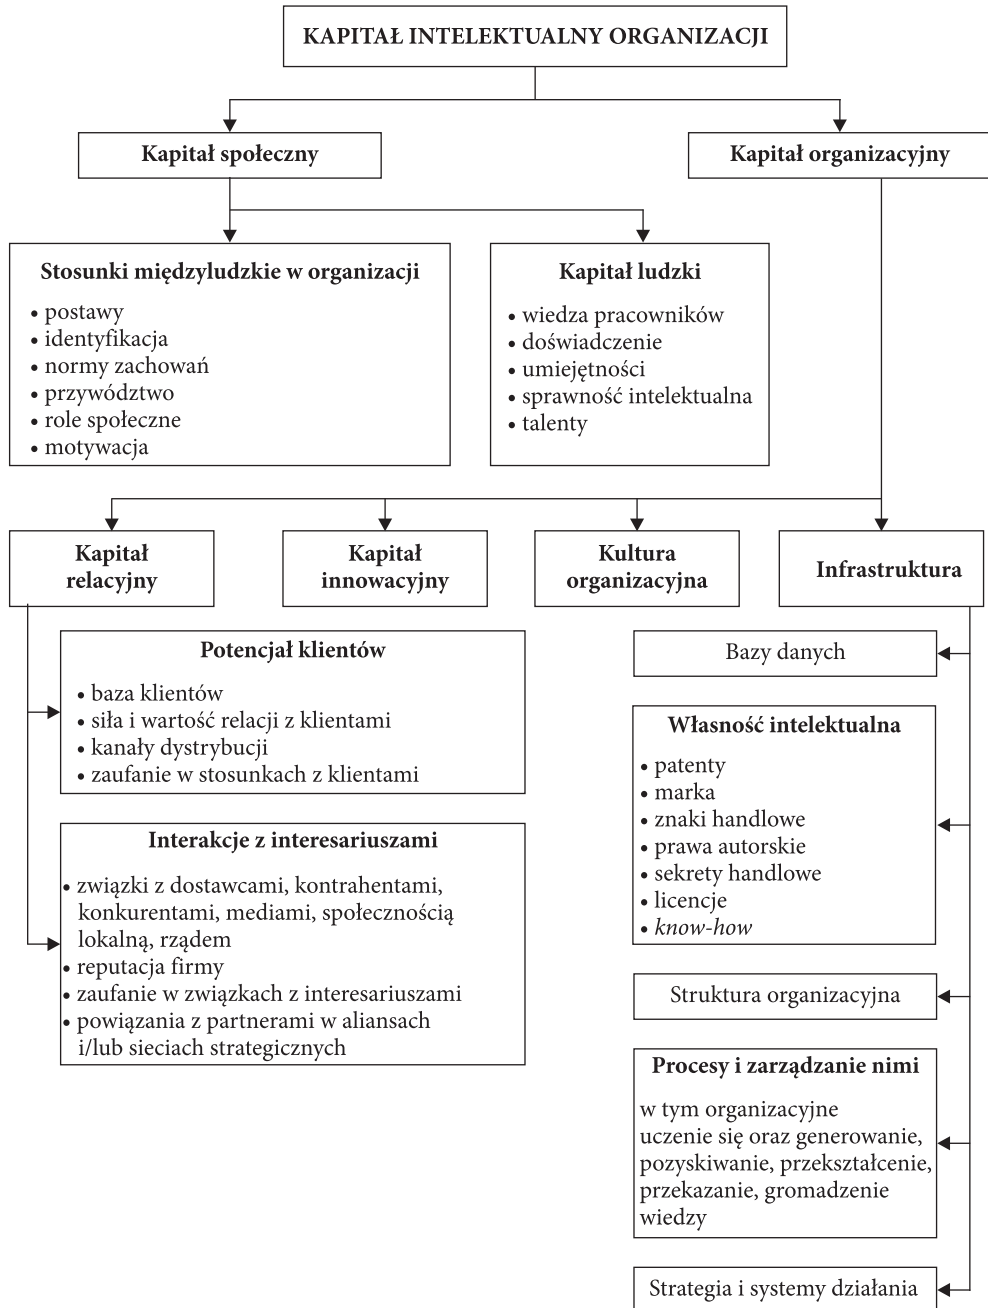 KAPITAŁ INTELEKTUALNY ORGANIZACJI
Kapitał społeczny
Kapitał organizacyjny
Stosunki międzyludzkie w organizacji
• postawy
• identyfikacja
• normy zachowań
• przywództwo
• role społeczne
• motywacja
Kapitał ludzki
• wiedza pracowników
• doświadczenie
• umiejętności
• sprawność intelektualna
• talenty
Kapitał
relacyjny
Kapitał
innowacyjny
Kultura
organizacyjna
Infrastruktura
Potencjał klientów
• baza klientów
• siła i wartość relacji z klientami
• kanały dystrybucji
• zaufanie w stosunkach z klientami
Interakcje z interesariuszami
• związki z dostawcami, kontrahentami,
konkurentami, mediami, społecznością
lokalną, rządem
• reputacja firmy
• zaufanie w związkach z interesariuszami
• powiązania z partnerami w aliansach
i/lub sieciach strategicznych
Bazy danych
Własność intelektualna
• patenty
• marka
• znaki handlowe
• prawa autorskie
• sekrety handlowe
• licencje
• know-how
Struktura organizacyjna
Procesy i zarządzanie nimi
w tym organizacyjne
uczenie się oraz generowanie,
pozyskiwanie, przekształcenie,
przekazanie, gromadzenie
wiedzy
Strategia i systemy działania